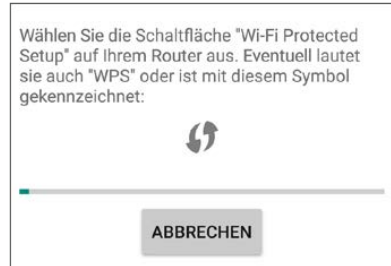 Wählen Sie die Schaltfläche "Wi-Fi Protected
Setup" auf Ihrem Router aus. Eventuell lautet
sie auch "WPS" oder ist mit diesem Symbol
gekennzeichnet:
ABBRECHEN